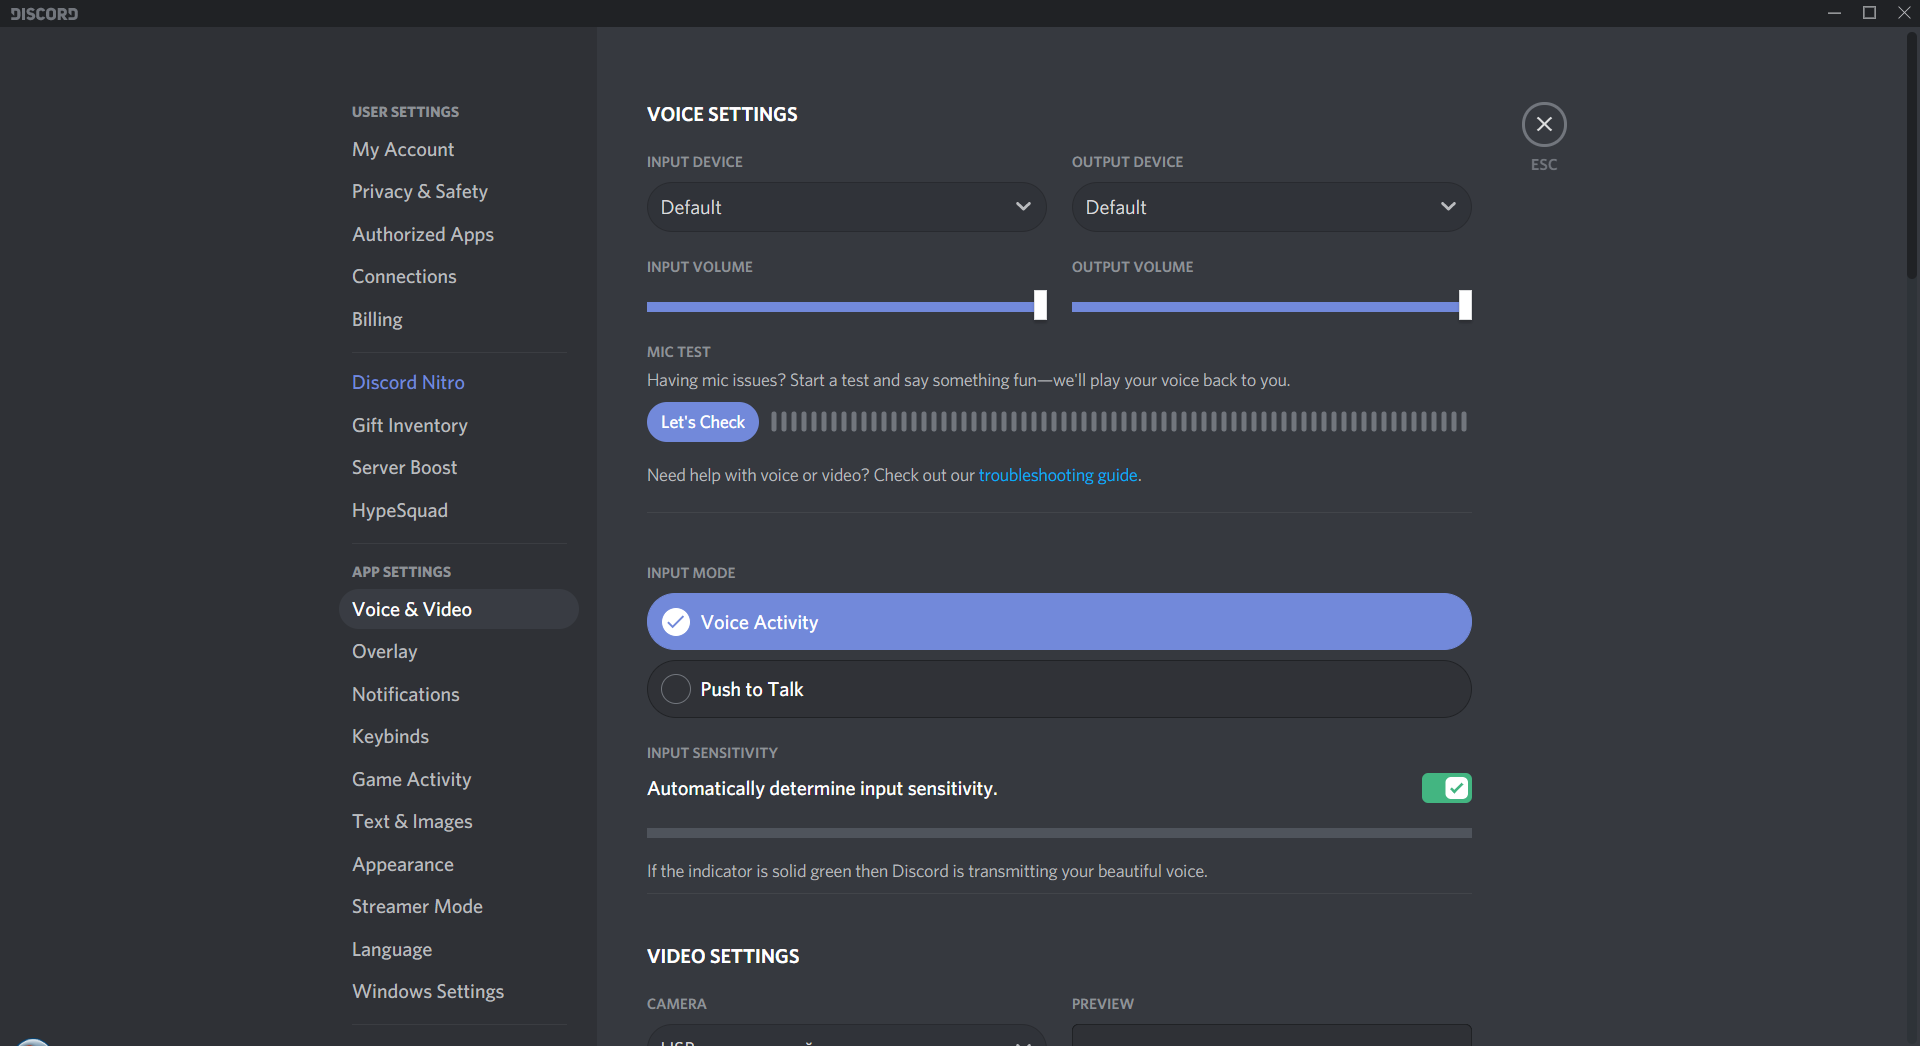 DISCORD
USER SETTINGS
My Account
Privacy & Safety
Authorized Apps
Connections
Billing
Discord Nitro
Gift Inventory
Server Boost
HypeSquad
APP SETTINGS
Voice & Video
Overlay
Notifications
Keybinds
Game Activity
Text & Images
Appearance
Streamer Mode
Language
Windows Settings
VOICE SETTINGS
ESC
INPUT DEVICE
OUTPUT DEVICE
Default
Default
INPUT VOLUME
OUTPUT VOLUME
MIC TEST
Having mic issues? Start a test and say something fun—we'll play your voice back to you.
Let's Check
Need help with voice or video? Check out our troubleshooting guide.
INPUT MODE
Voice Activity
Push to Talk
INPUT SENSITIVITY
Automatically determine input sensitivity.
If the indicator is solid green then Discord is transmitting your beautiful voice.
VIDEO SETTINGS
CAMERA
PREVIEW